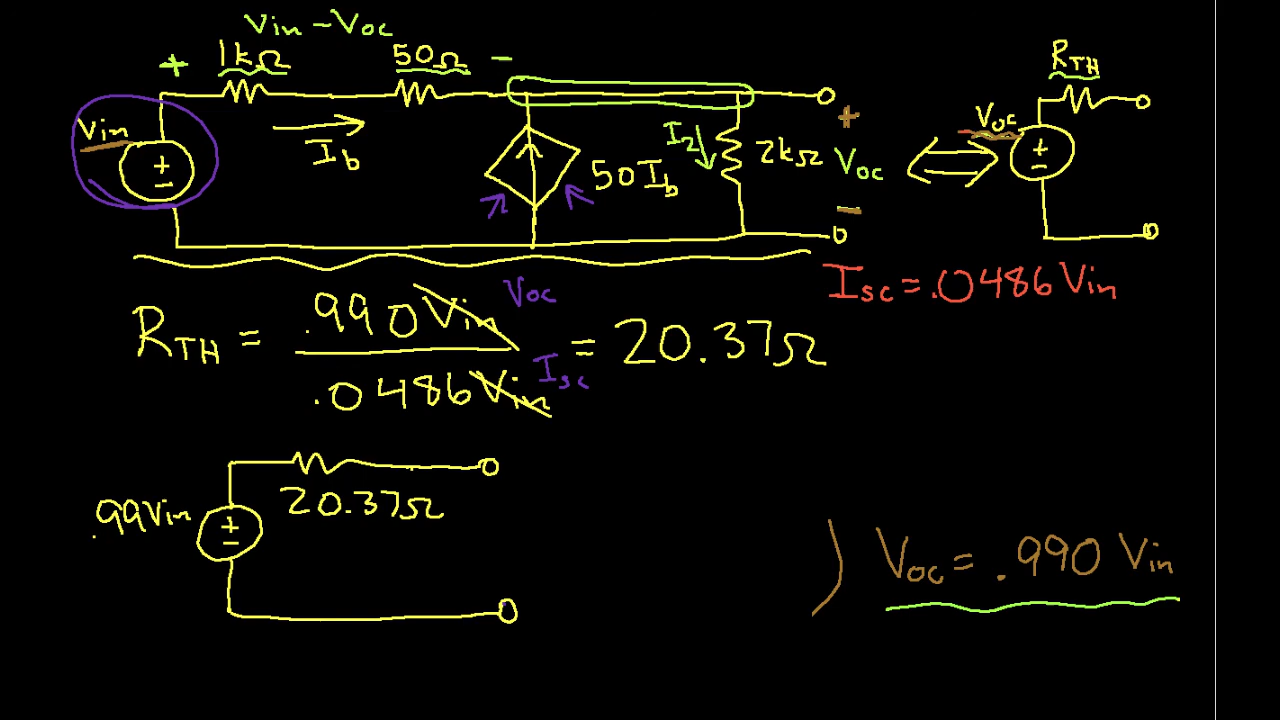 Vin - Voc
+ 1kΩ 50Ω -
RTH
Vin
+
-
Ib
50Ib
I2
2kΩ
+
Voc
-
Voc
+
-
Isc = .0486 Vin
RTH = .990 Vin Voc / .0486 Vin Isc = 20.37Ω
.99Vin
+
-
20.37Ω
) Voc = .990 Vin